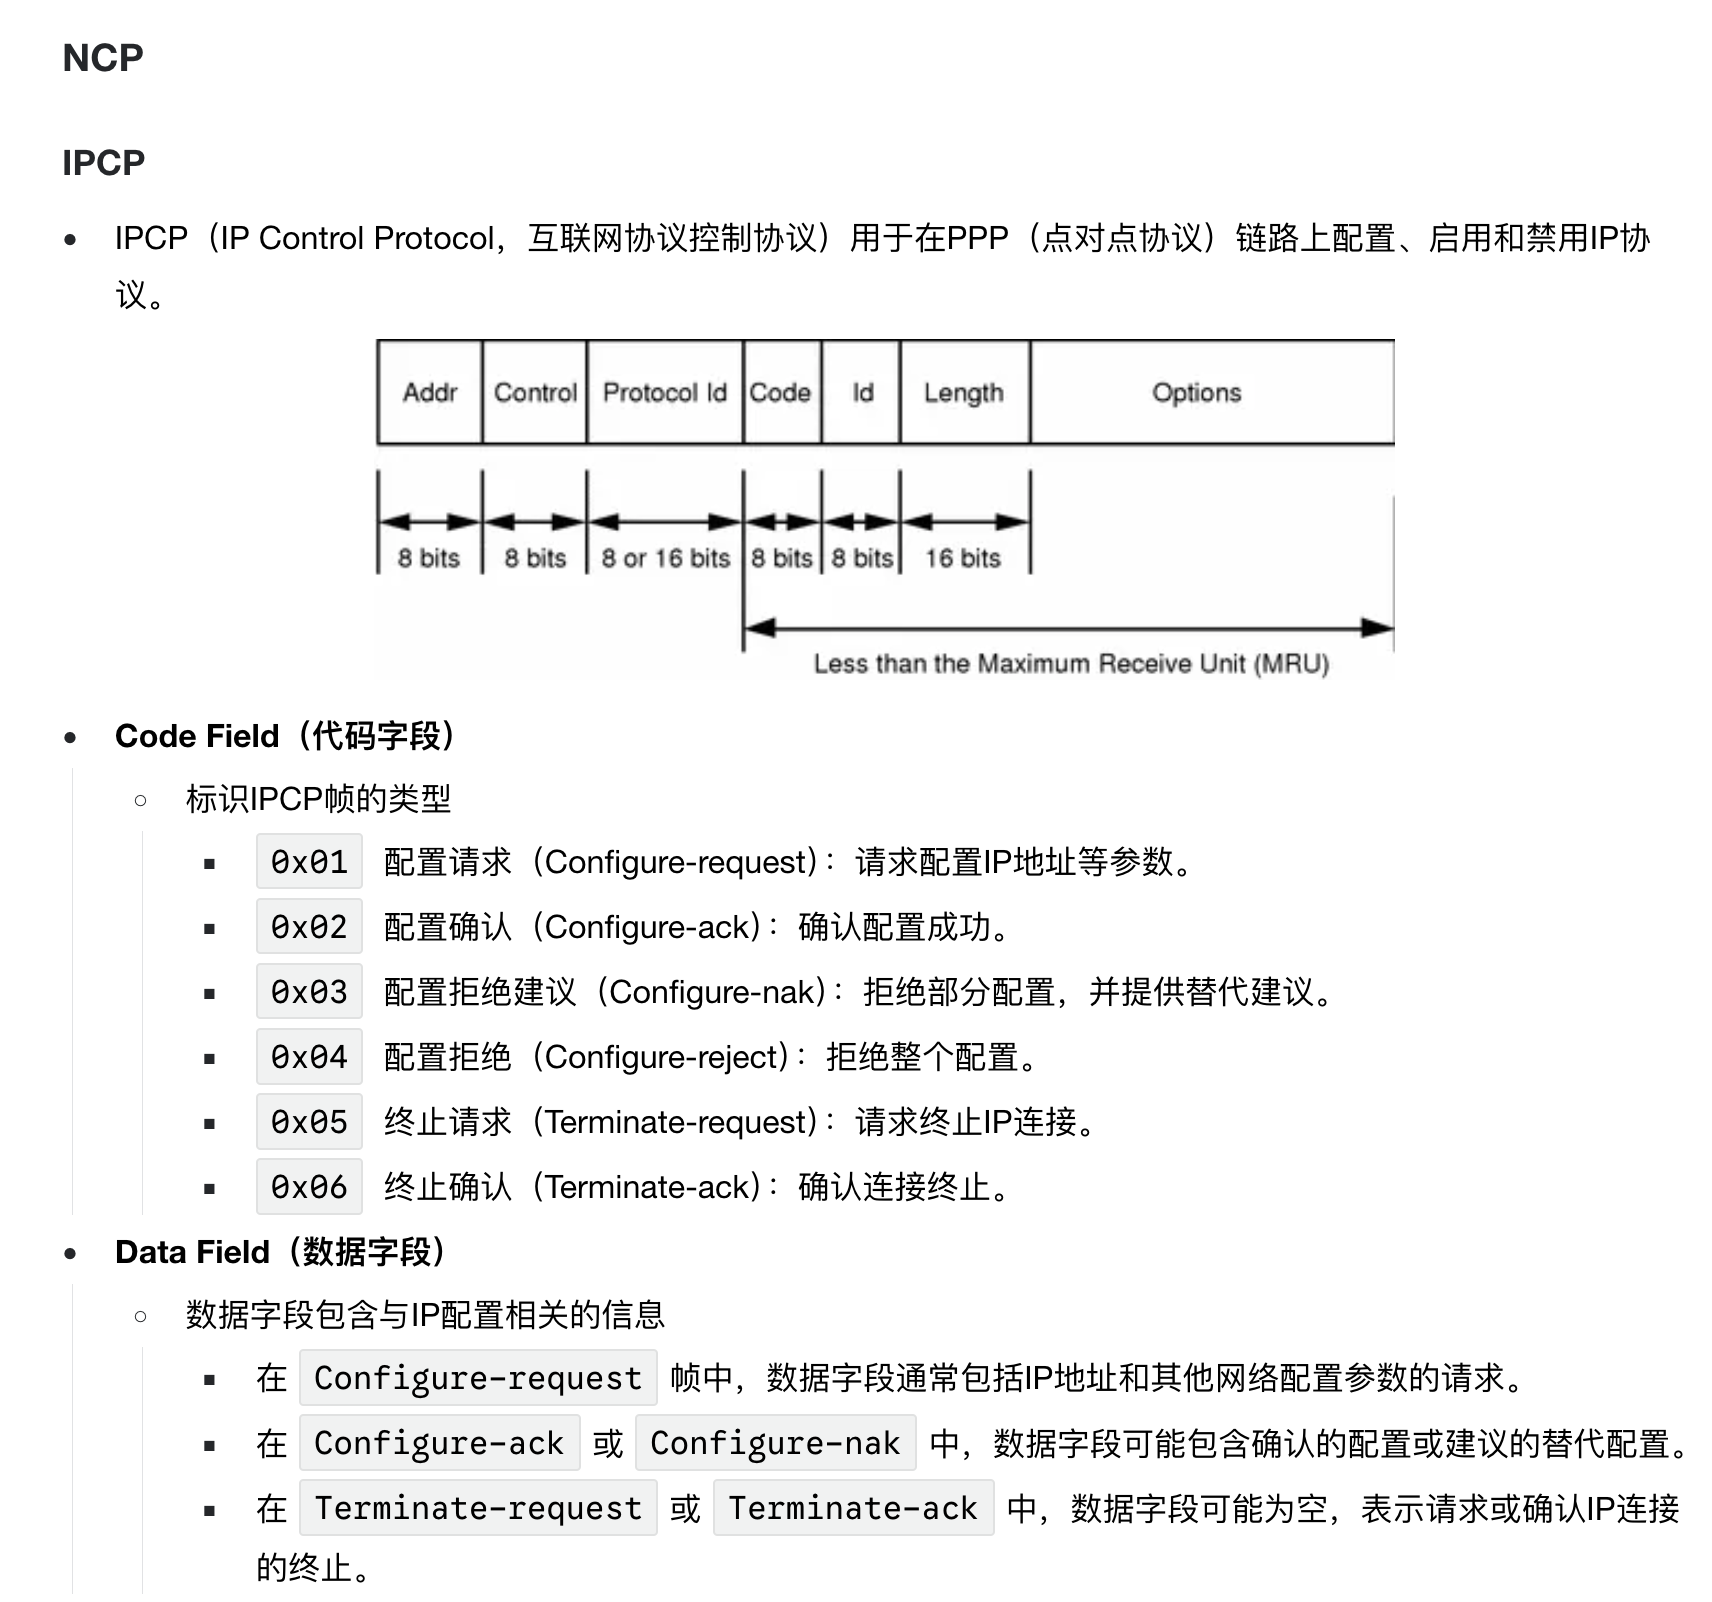 NCP
IPCP
IPCP（IP Control Protocol，互联网协议控制协议）用于在PPP（点对点协议）链路上配置、启用和禁用IP协
议。
Addr Control Protocol Id Code Id Length Options
8 bits 8 bits 8 or 16 bits 8 bits 8 bits 16 bits
Less than the Maximum Receive Unit (MRU)
Code Field（代码字段）
标识IPCP帧的类型
0x01 配置请求（Configure-request）：请求配置IP地址等参数。
0x02 配置确认（Configure-ack）：确认配置成功。
0x03 配置拒绝建议（Configure-nak）：拒绝部分配置，并提供替代建议。
0x04 配置拒绝（Configure-reject）：拒绝整个配置。
0x05 终止请求（Terminate-request）：请求终止IP连接。
0x06 终止确认（Terminate-ack）：确认连接终止。
Data Field（数据字段）
数据字段包含与IP配置相关的信息
在 Configure-request 帧中，数据字段通常包括IP地址和其他网络配置参数的请求。
在 Configure-ack 或 Configure-nak 中，数据字段可能包含确认的配置或建议的替代配置。
在 Terminate-request 或 Terminate-ack 中，数据字段可能为空，表示请求或确认IP连接
的终止。